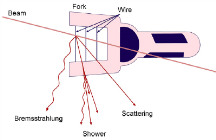 Beam
Fork
Wire
Scattering
Bremsstrahlung
Shower